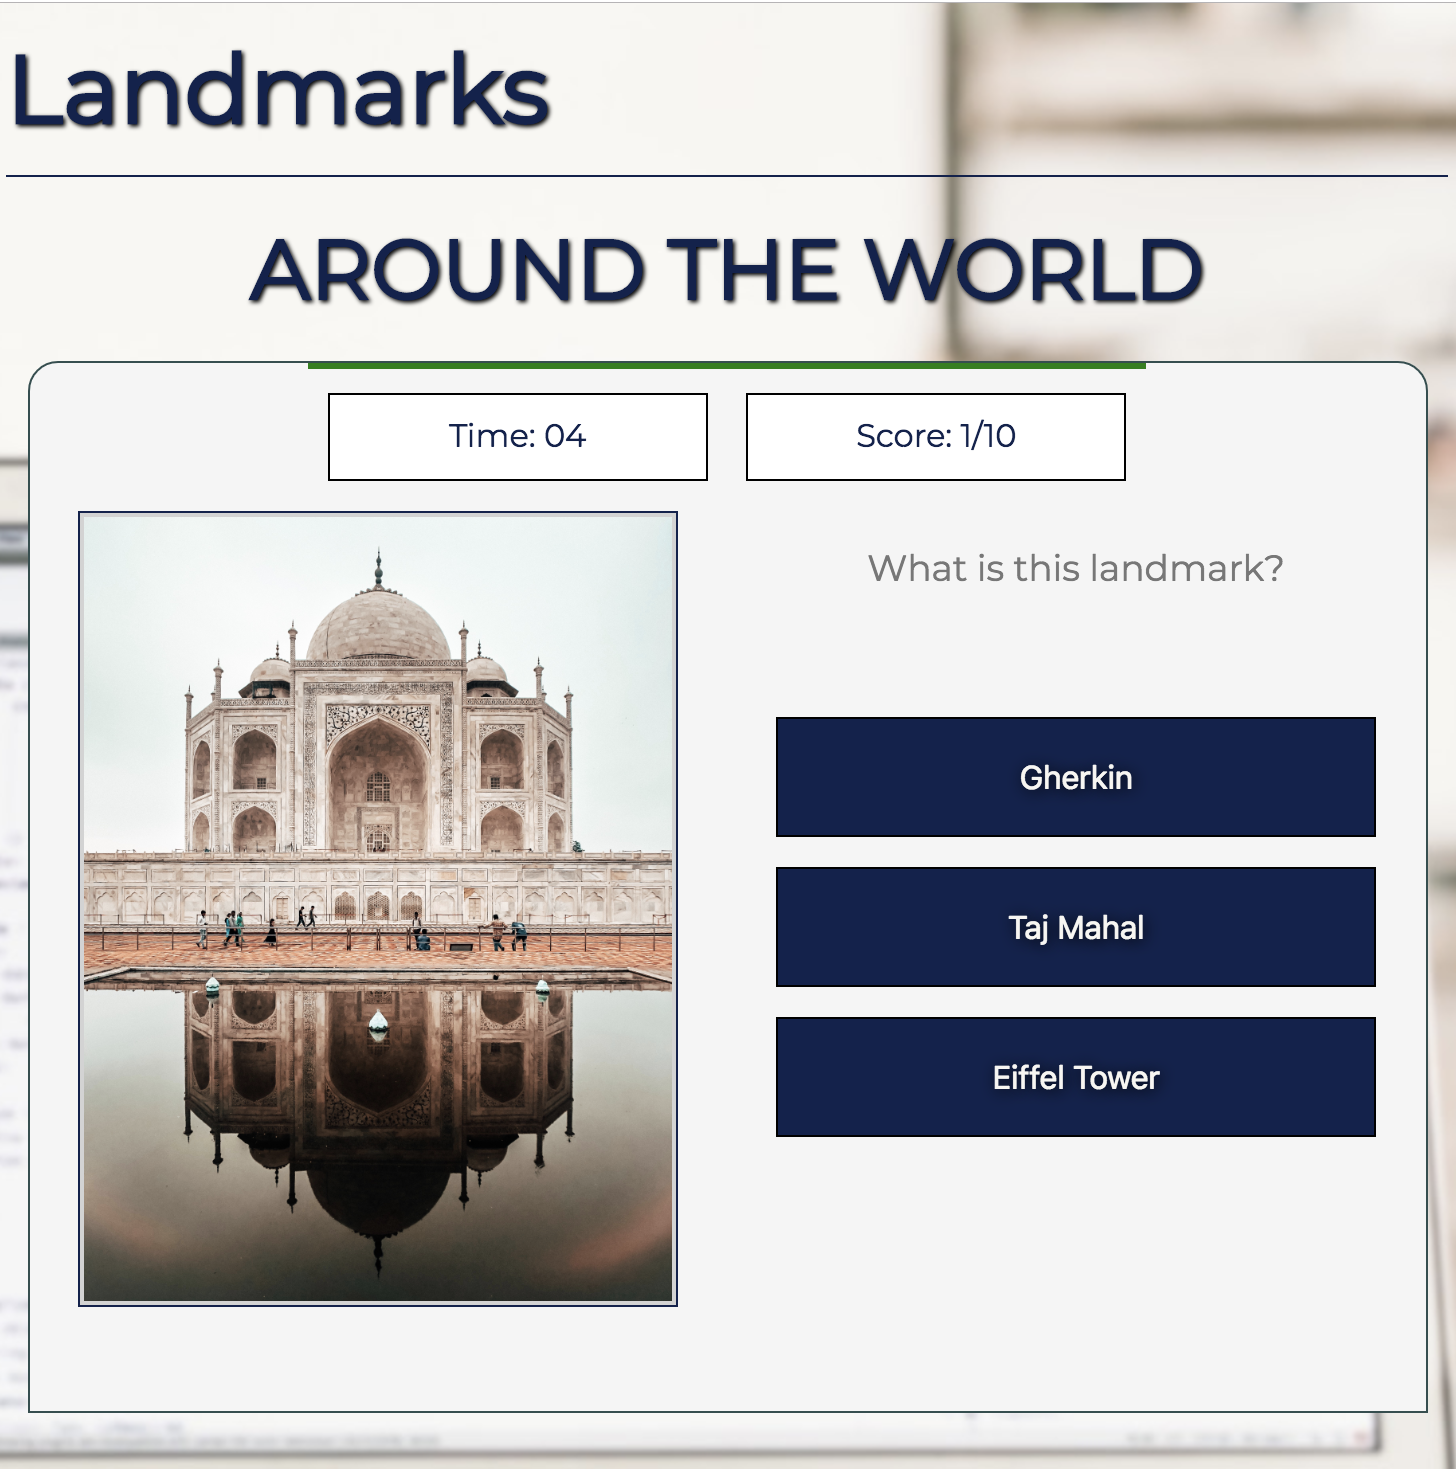 Landmarks
AROUND THE WORLD
Time: 04
Score: 1/10
What is this landmark?
Gherkin
Taj Mahal
Eiffel Tower